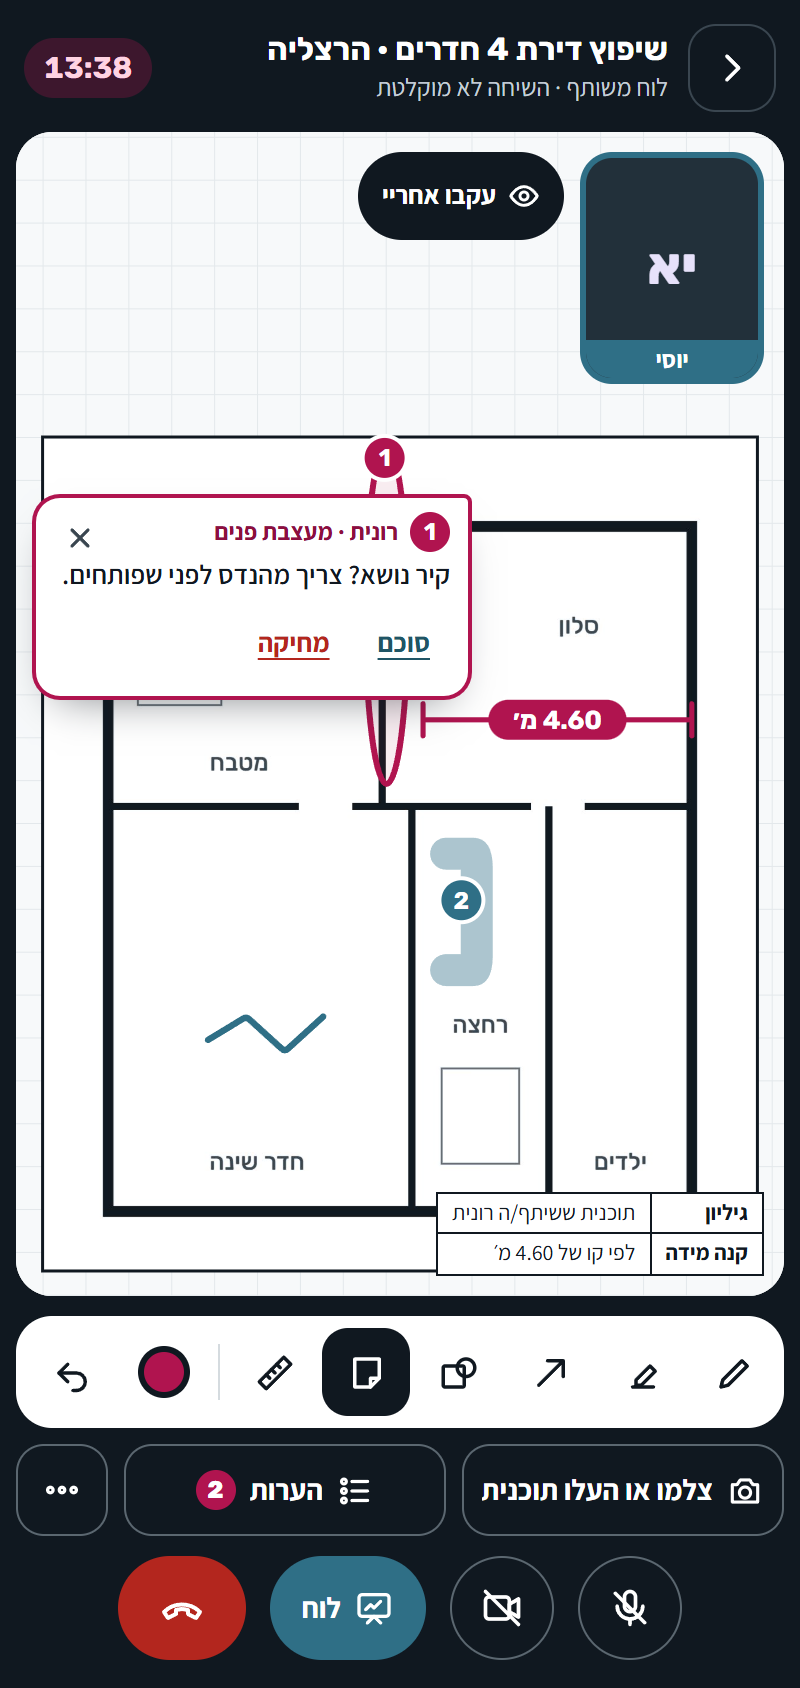 שיפוץ דירת 4 חדרים • הרצליה
לוח משותף · השיחה לא מוקלטת
13:38
יא
יוסי
עקבו אחריי
1
1 רונית · מעצבת פנים
קיר נושא? צריך מהנדס לפני שפותחים.
סוכם מחיקה
סלון
4.60 מ׳
מטבח
2
רחצה
חדר שינה
ילדים
גיליון תוכנית ששיתף/ה רונית
קנה מידה לפי קו של 4.60 מ׳
צלמו או העלו תוכנית
הערות 2
לוח